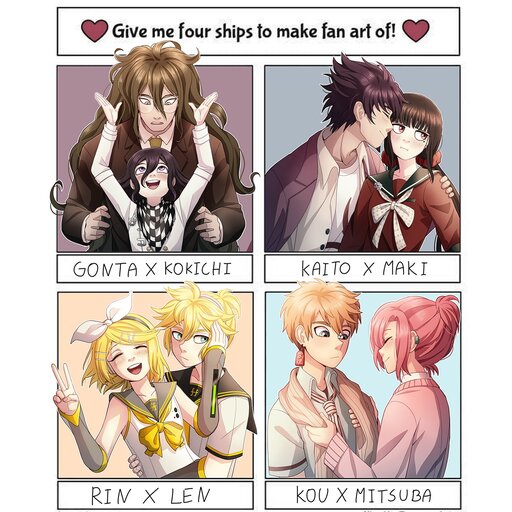 Give me four ships to make fan art of!
GONTA X KOKICHI
KAITO X MAKI
RIN X LEN
KOU X MITSUBA